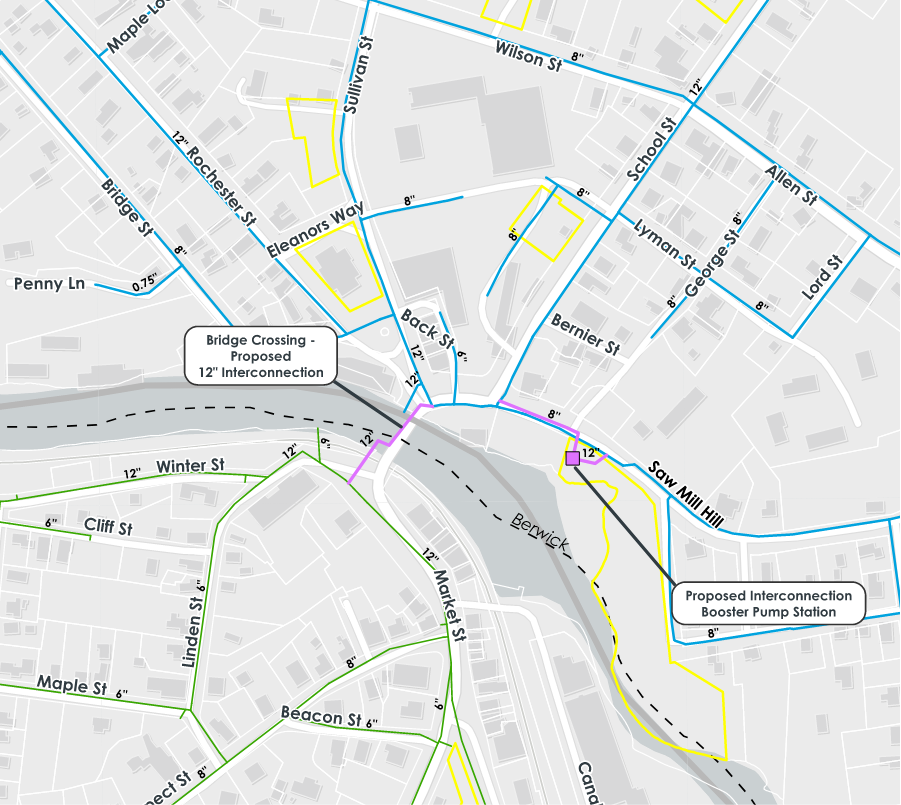 Maple Lo
Wilson St
8"
12"
Sullivan St
12"
Rochester St
School St
Allen St
Bridge St
8"
Eleanors Way
8"
8"
8"
8"
Lyman St
George St
Lord St
Penny Ln
0.75"
8"
8"
Back St
12"
6"
Bernier St
Bridge Crossing -
Proposed
12" Interconnection
12"
8"
12"
12"
6"
12"
Winter St
12"
Saw Mill Hill
6"
Cliff St
Berwick
12"
Market St
Linden St
6"
Proposed Interconnection
Booster Pump Station
8"
8"
Maple St
6"
Beacon St
6"
6"
8"
pect St
Cana